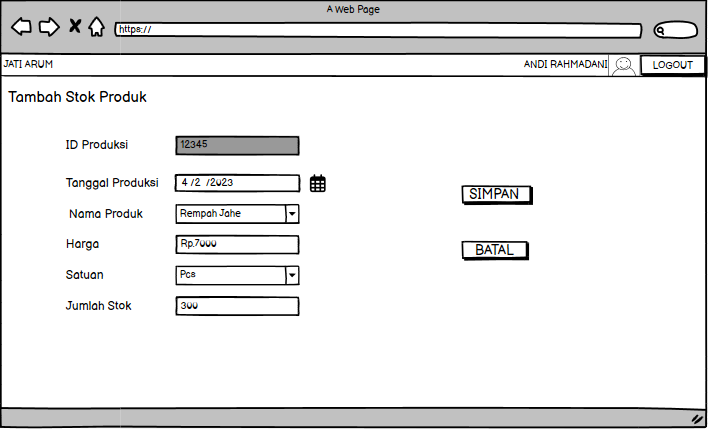 A Web Page
https://
JATI ARUM ANDI RAHMADANI LOGOUT
Tambah Stok Produk
ID Produksi 12345
Tanggal Produksi 4 /2 /2023
SIMPAN
Nama Produk Rempah Jahe
Harga Rp.7000
BATAL
Satuan Pcs
Jumlah Stok 300